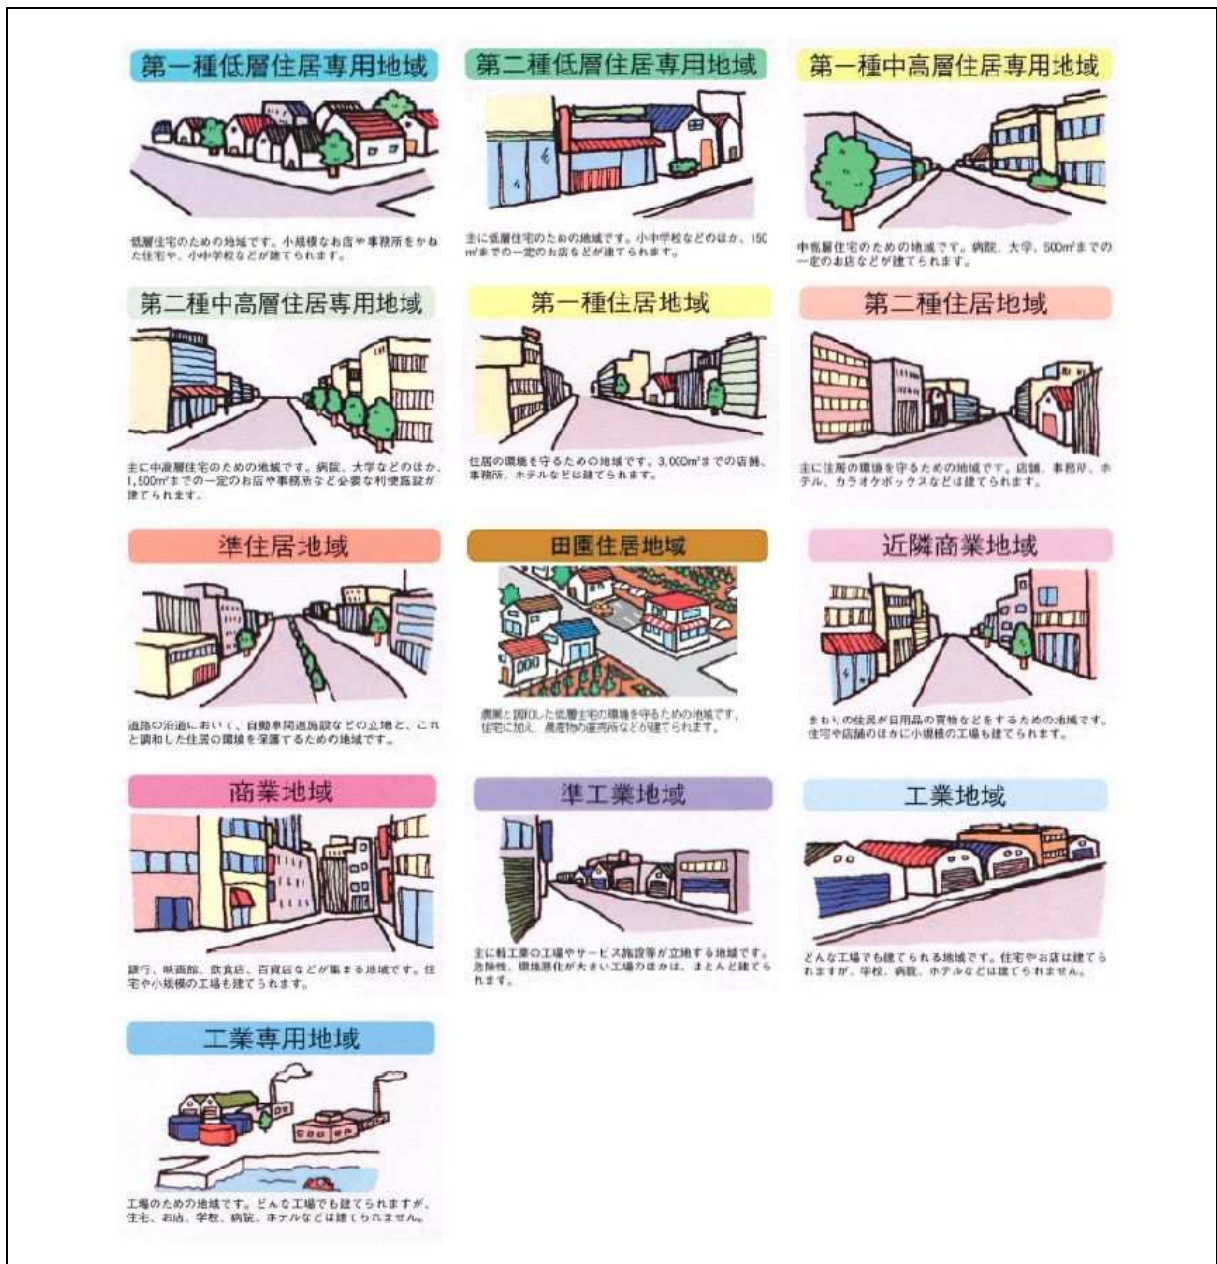 第一種低層住居専用地域
低層住宅のための地域です。小規模なお店や事務所をかね
た住宅や、小中学校などが建てられます。
第二種低層住居専用地域
主に低層住宅のための地域です。小中学校などのほか、150
㎡までの一定のお店などが建てられます。
第一種中高層住居専用地域
中高層住宅のための地域です。病院、大学、500㎡までの
一定のお店などが建てられます。
第二種中高層住居専用地域
主に中高層住宅のための地域です。病院、大学などのほか、
1,500㎡までの一定のお店や事務所など必要な利便施設が
建てられます。
第一種住居地域
住居の環境を守るための地域です。3,000㎡までの店舗、
事務所、ホテルなどは建てられます。
第二種住居地域
主に住居の環境を守るための地域です。店舗、事務所、ホ
テル、カラオケボックスなどは建てられます。
準住居地域
道路の沿道において、自動車関連施設などの立地と、これ
と調和した住居の環境を保護するための地域です。
田園住居地域
農業と調和した低層住宅の環境を守るための地域です。
住宅に加え、農産物の直売所などが建てられます。
近隣商業地域
まわりの住民が日用品の買物などをするための地域です。
住宅や店舗のほかに小規模の工場も建てられます。
商業地域
銀行、映画館、飲食店、百貨店などが集まる地域です。住
宅や小規模の工場も建てられます。
準工業地域
主に軽工業の工場やサービス施設等が立地する地域です。
危険性、環境悪化が大きい工場のほかは、ほとんど建てら
れます。
工業地域
どんな工場でも建てられる地域です。住宅やお店は建てら
れますが、学校、病院、ホテルなどは建てられません。
工業専用地域
工場のための地域です。どんな工場でも建てられますが、
住宅、お店、学校、病院、ホテルなどは建てられません。